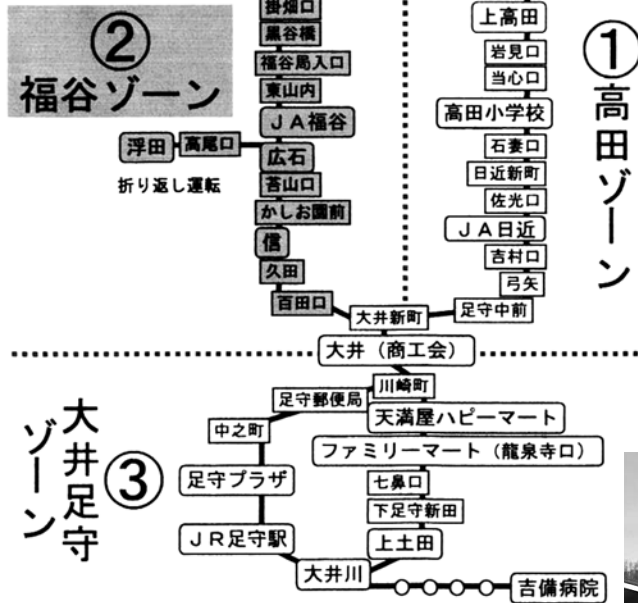 ②
福谷ゾーン
掛畑口
黒谷橋
福谷局入口
東山内
JA福谷
浮田
高尾口
広石
折り返し運転
苔山口
かしお園前
信
久田
百田口
①
高田ゾーン
上高田
岩見口
当心口
高田小学校
石妻口
日近新町
佐光口
JA日近
吉村口
弓矢
足守中前
大井新町
大井（商工会）
③
大井足守
ゾーン
川崎町
足守郵便局
天満屋ハピーマート
中之町
ファミリーマート（龍泉寺口）
足守プラザ
七鼻口
下足守新田
JR足守駅
上土田
大井川
吉備病院